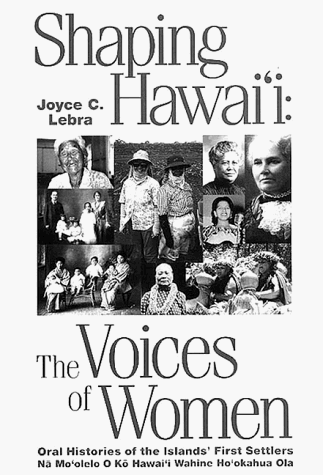 Shaping
Joyce C.
Lebra
Hawai‘i:
The Voices
of Women
Oral Histories of the Islands’ First Settlers
Nā Mo‘olelo O Kō Hawai‘i Wahine Ho‘okahua Ola